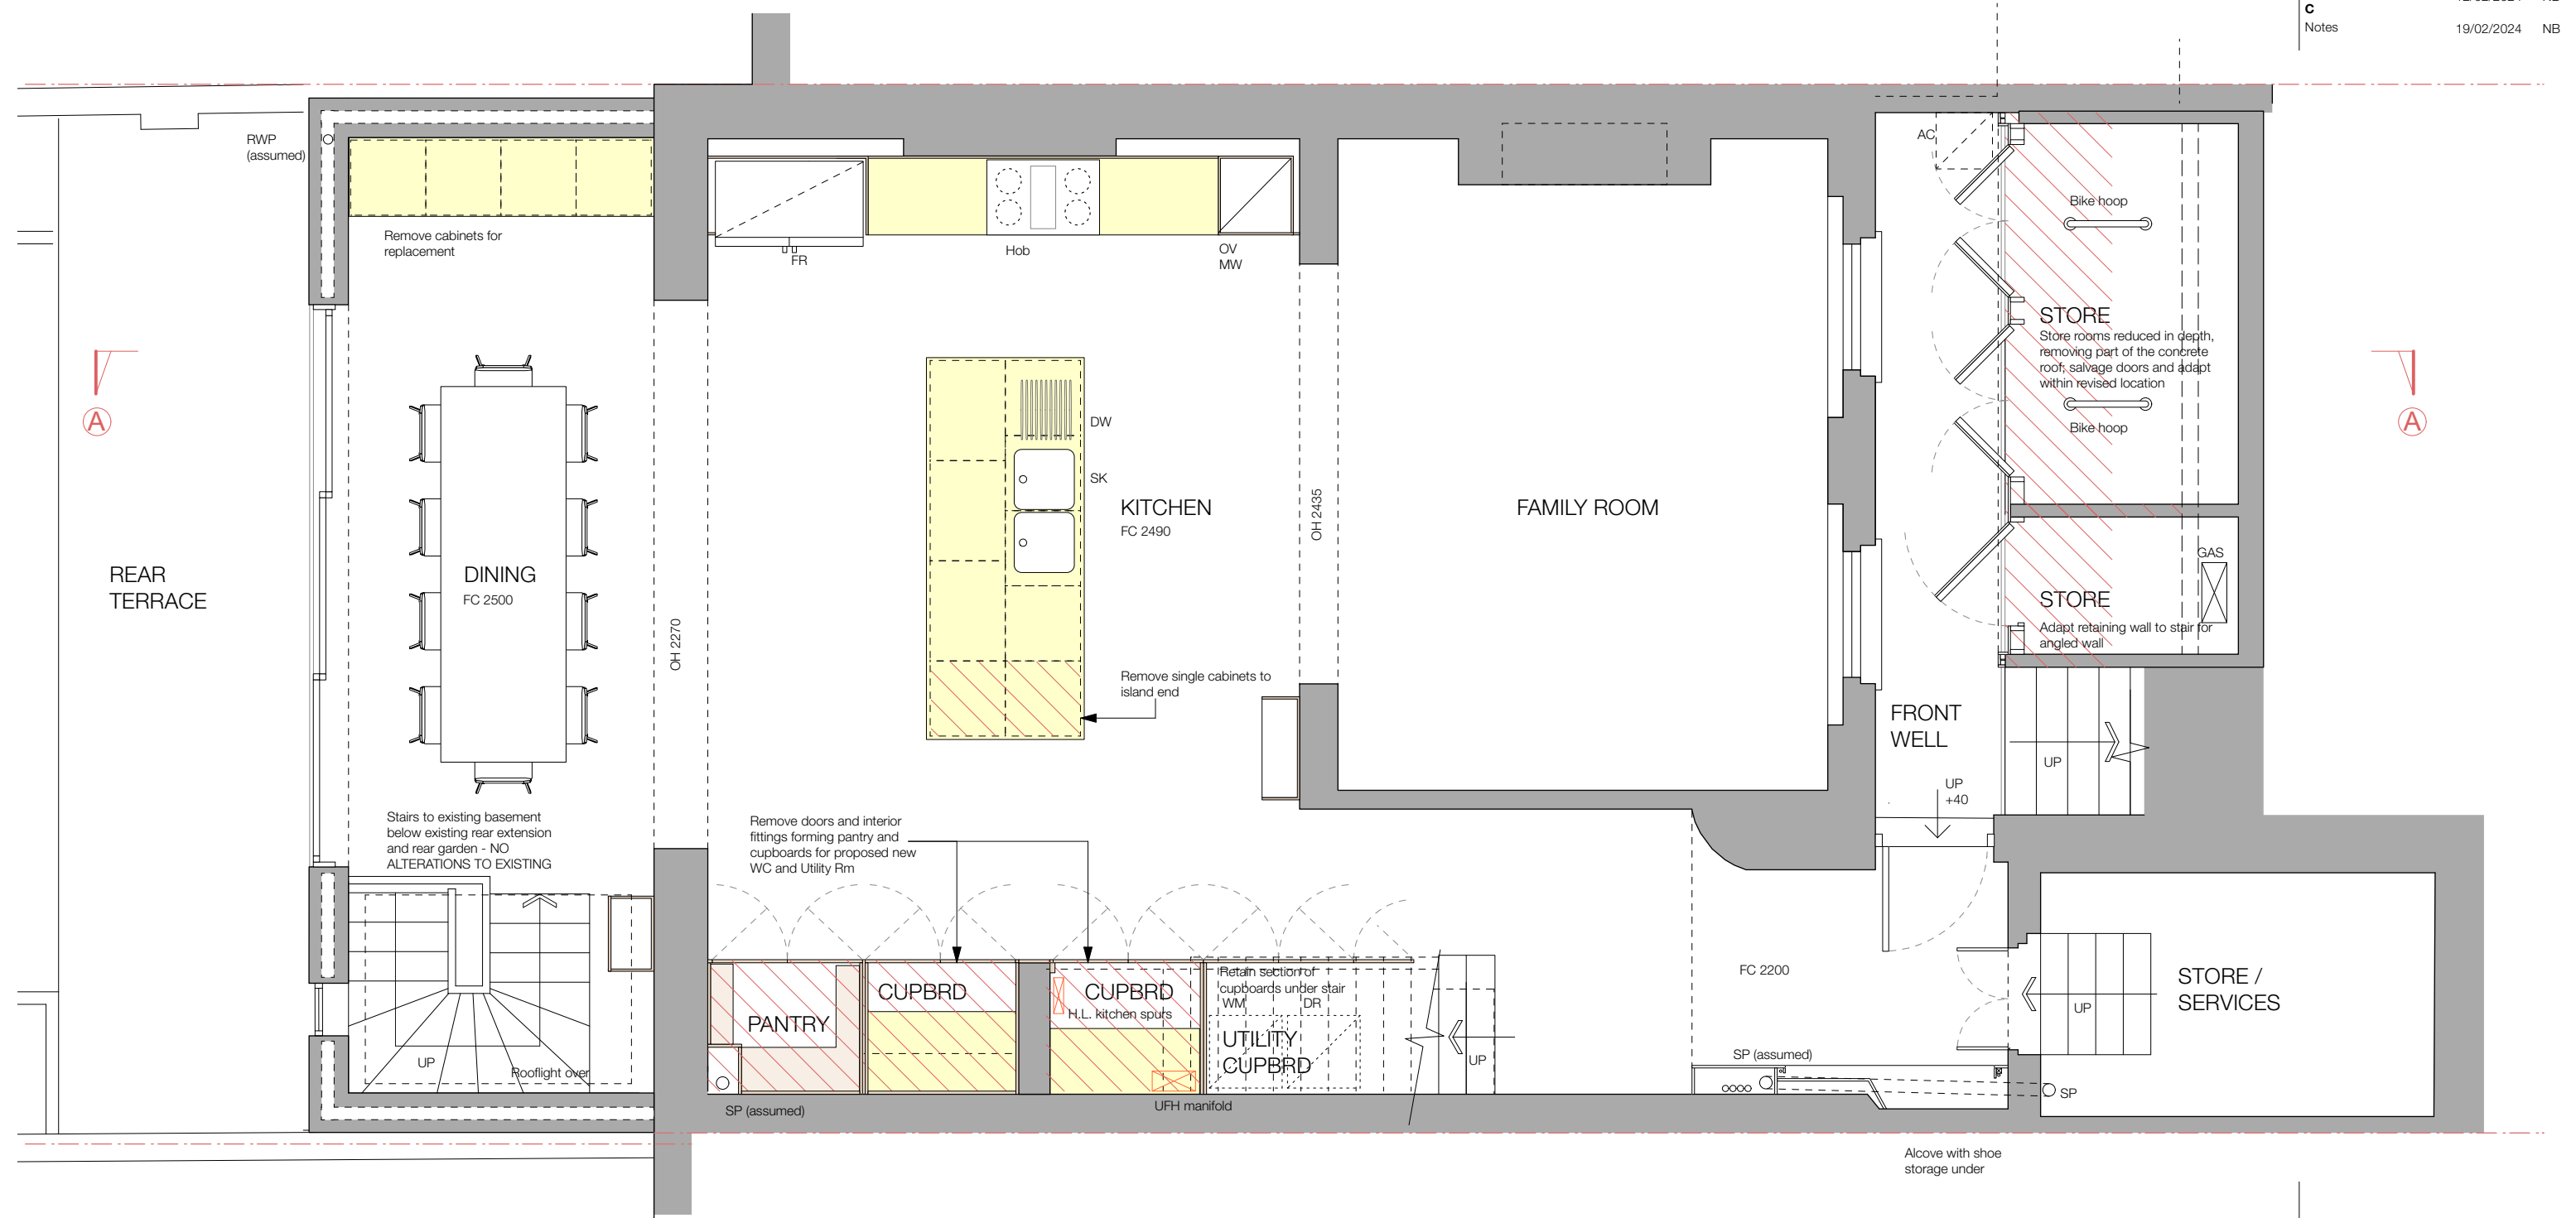 C
Notes 19/02/2024 NB
RWP
(assumed)
Remove cabinets for
replacement
FR
Hob
OV
MW
AC
Bike hoop
STORE
Store rooms reduced in depth,
removing part of the concrete
roof; salvage doors and adapt
within revised location
Bike hoop
A
A
DW
SK
KITCHEN
FC 2490
OH 2435
FAMILY ROOM
REAR
TERRACE
DINING
FC 2500
OH 2270
GAS
STORE
Adapt retaining wall to stair for
angled wall
Remove single cabinets to
island end
FRONT
WELL
UP
UP
+40
Stairs to existing basement
below existing rear extension
and rear garden - NO
ALTERATIONS TO EXISTING
Remove doors and interior
fittings forming pantry and
cupboards for proposed new
WC and Utility Rm
UP
Rooflight over
PANTRY
CUPBRD
CUPBRD
H.L. kitchen spurs
Retain section of
cupboards under stair
WM DR
UTILITY
CUPBRD
UP
FC 2200
UP
STORE /
SERVICES
SP (assumed)
SP
SP (assumed)
UFH manifold
Alcove with shoe
storage under